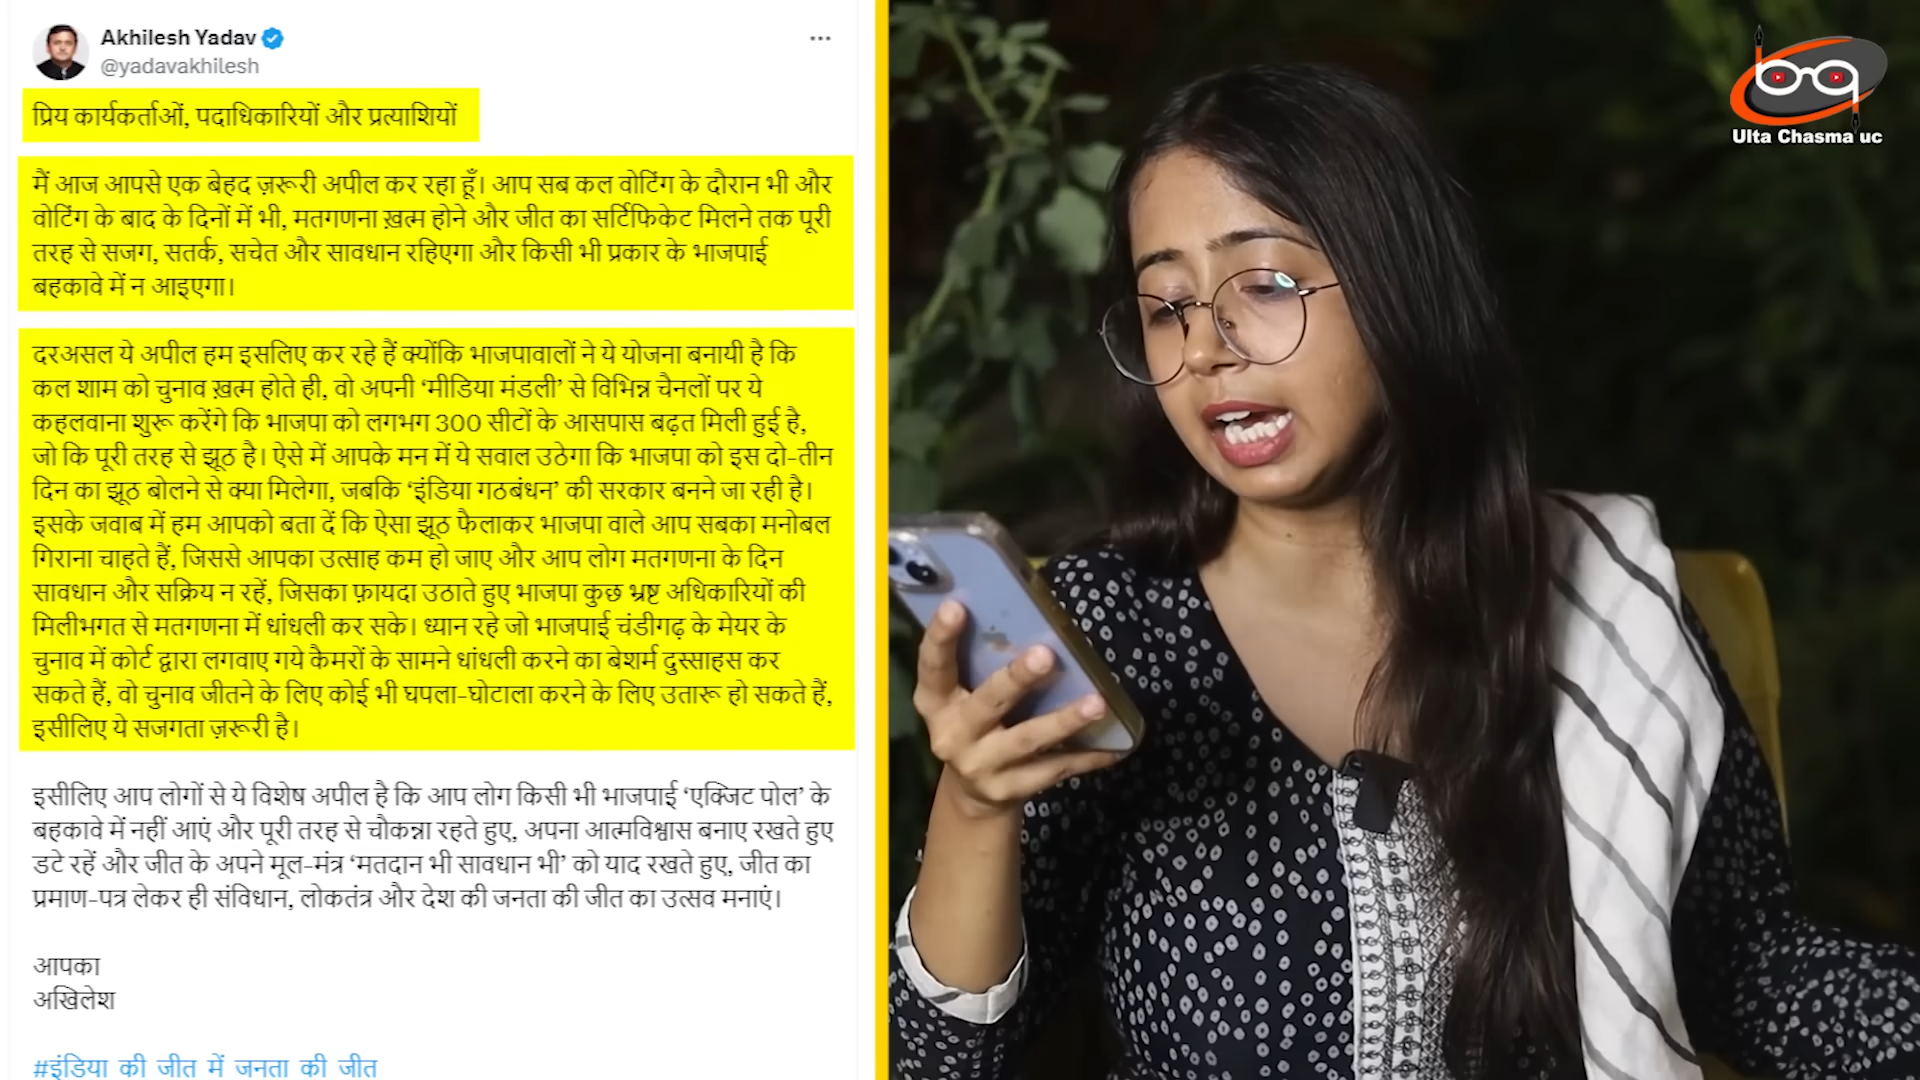 Akhilesh Yadav
@yadavakhilesh
प्रिय कार्यकर्ताओं, पदाधिकारियों और प्रत्याशियों
मैं आज आपसे एक बेहद ज़रूरी अपील कर रहा हूँ। आप सब कल वोटिंग के दौरान भी और
वोटिंग के बाद के दिनों में भी, मतगणना ख़त्म होने और जीत का सर्टिफिकेट मिलने तक पूरी
तरह से सजग, सतर्क, सचेत और सावधान रहिएगा और किसी भी प्रकार के भाजपाई
बहकावे में न आइएगा।
दरअसल ये अपील हम इसलिए कर रहे हैं क्योंकि भाजपावालों ने ये योजना बनायी है कि
कल शाम को चुनाव ख़त्म होते ही, वो अपनी ‘मीडिया मंडली’ से विभिन्न चैनलों पर ये
कहलवाना शुरू करेंगे कि भाजपा को लगभग 300 सीटों के आसपास बढ़त मिली हुई है,
जो कि पूरी तरह से झूठ है। ऐसे में आपके मन में ये सवाल उठेगा कि भाजपा को इस दो-तीन
दिन का झूठ बोलने से क्या मिलेगा, जबकि ‘इंडिया गठबंधन’ की सरकार बनने जा रही है।
इसके जवाब में हम आपको बता दें कि ऐसा झूठ फैलाकर भाजपा वाले आप सबका मनोबल
गिराना चाहते हैं, जिससे आपका उत्साह कम हो जाए और आप लोग मतगणना के दिन
सावधान और सक्रिय न रहें, जिसका फ़ायदा उठाते हुए भाजपा कुछ भ्रष्ट अधिकारियों की
मिलीभगत से मतगणना में धांधली कर सके। ध्यान रहे जो भाजपाई चंडीगढ़ के मेयर के
चुनाव में कोर्ट द्वारा लगवाए गये कैमरों के सामने धांधली करने का बेशर्म दुस्साहस कर
सकते हैं, वो चुनाव जीतने के लिए कोई भी घपला-घोटाला करने के लिए उतारू हो सकते हैं,
इसीलिए ये सजगता ज़रूरी है।
इसीलिए आप लोगों से ये विशेष अपील है कि आप लोग किसी भी भाजपाई ‘एक्जिट पोल’ के
बहकावे में नहीं आएं और पूरी तरह से चौकन्ना रहते हुए, अपना आत्मविश्वास बनाए रखते हुए
डटे रहें और जीत के अपने मूल-मंत्र ‘मतदान भी सावधान भी’ को याद रखते हुए, जीत का
प्रमाण-पत्र लेकर ही संविधान, लोकतंत्र और देश की जनता की जीत का उत्सव मनाएं।
आपका
अखिलेश
#इंडिया_की_जीत_में_जनता_की_जीत
Ulta Chasma uc